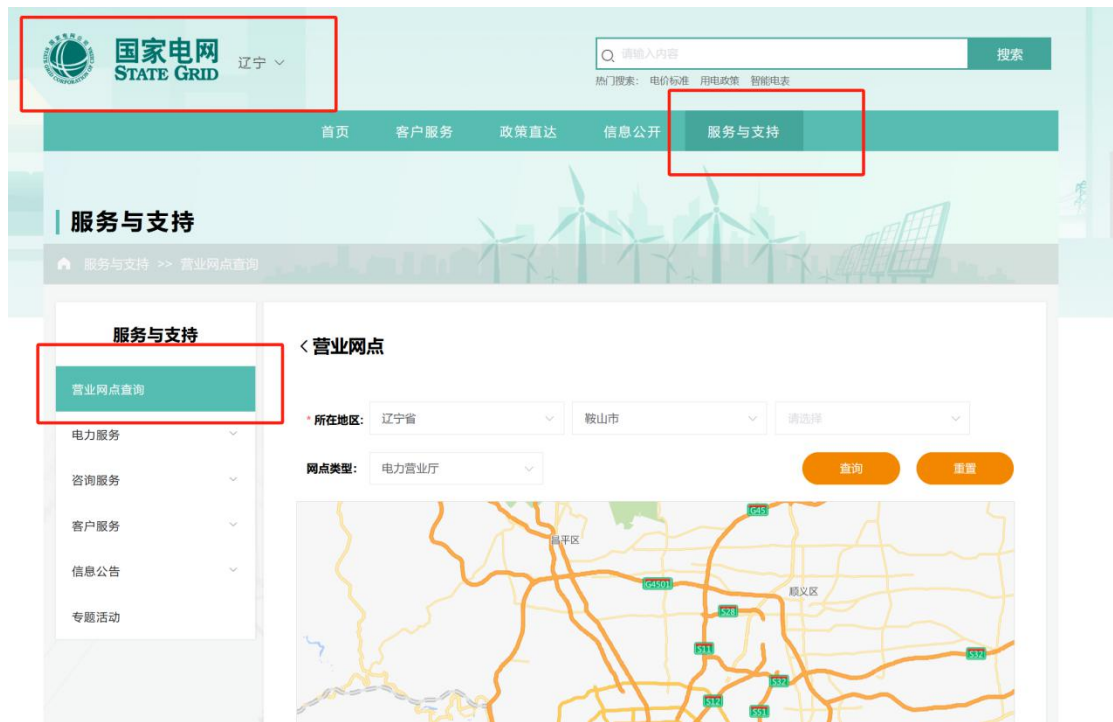 国家电网
STATE GRID
辽宁
请输入内容
搜索
热门搜索： 电价标准 用电政策 智能电表
首页 客户服务 政策直达 信息公开 服务与支持
服务与支持
服务与支持 >> 营业网点查询
服务与支持
营业网点查询
电力服务
咨询服务
客户服务
信息公告
专题活动
<营业网点
* 所在地区： 辽宁省 鞍山市 请选择
网点类型： 电力营业厅 查询 重置
G45
昌平区
G4501
顺义区
S28
S11
S32
S32
S12
S51